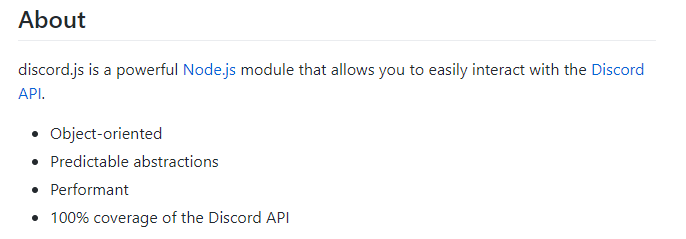 About
discord.js is a powerful Node.js module that allows you to easily interact with the Discord
API.
Object-oriented
Predictable abstractions
Performant
100% coverage of the Discord API